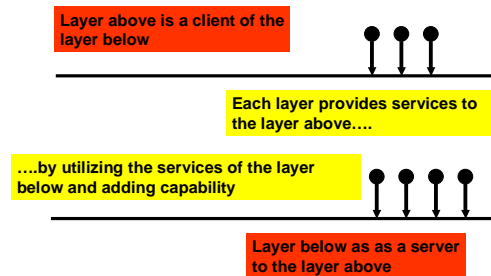 Layer above is a client of the
layer below
Each layer provides services to
the layer above....
....by utilizing the services of the layer
below and adding capability
Layer below as as a server
to the layer above